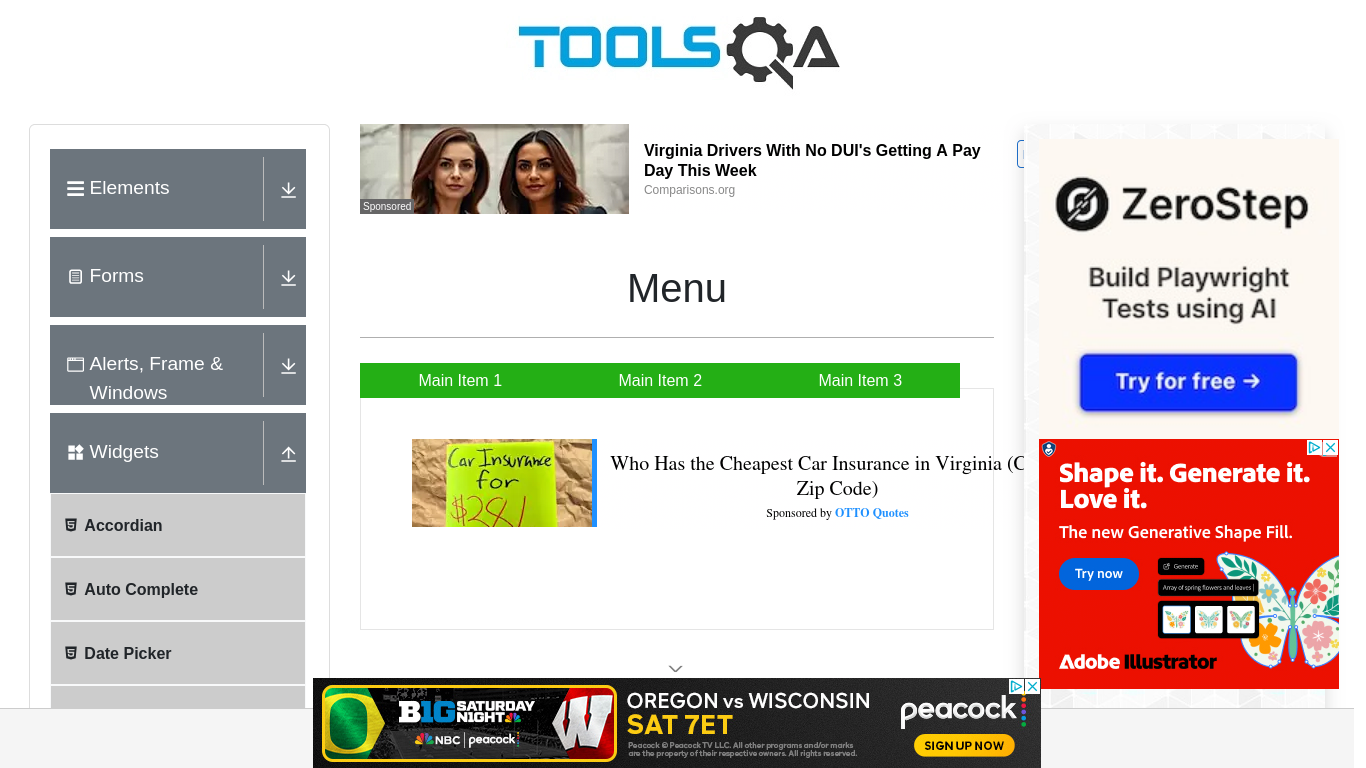 TOOLSQA
Elements
Forms
Alerts, Frame &
Windows
Widgets
Accordian
Auto Complete
Date Picker
Sponsored
Virginia Drivers With No DUI's Getting A Pay
Day This Week
Comparisons.org
Menu
Main Item 1
Main Item 2
Main Item 3
Car Insurance
for
$38/
Who Has the Cheapest Car Insurance in Virginia (C
Zip Code)
Sponsored by OTTO Quotes
ZeroStep
Build Playwright
Tests using AI
Try for free →
Shape it. Generate it.
Love it.
The new Generative Shape Fill.
Try now
Generate
Array of spring flowers and leaves
Adobe Illustrator
B1G SATURDAY
NIGHT
NBC | peacock
W
OREGON vs WISCONSIN
SAT 7ET
Peacock © Peacock TV LLC. All other programs and/or marks
are the property of their respective owners. All rights reserved.
peacock
SIGN UP NOW